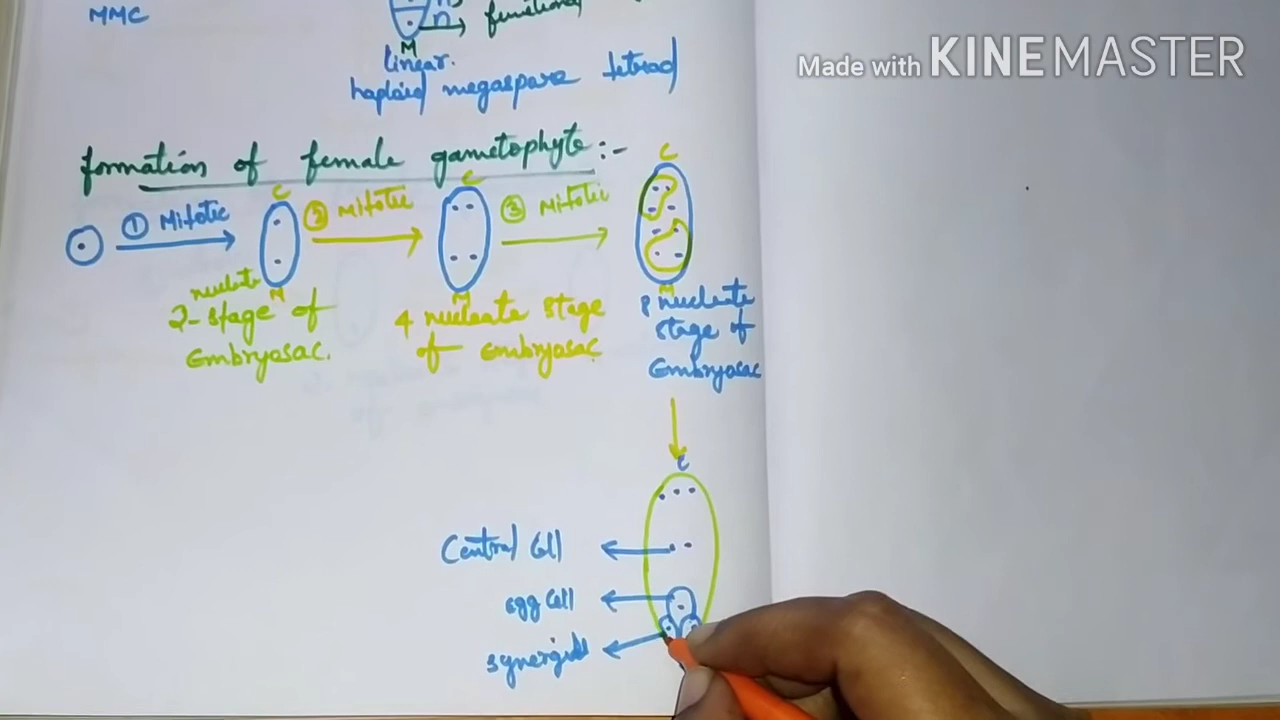 MMC
n
n
functional
M
linear.
haploid megaspore tetrad
Made with KINEMASTER
formation of female gametophyte :-
① Mitotic
C
② Mitotic
C
③ Mitotic
C
M
nucleate
2-stage of
Embryosac.
M
4 nucleate stage
of embryosac
M
8 nucleate
stage of
Embryosac
C
Central Cell
egg cell
synergids